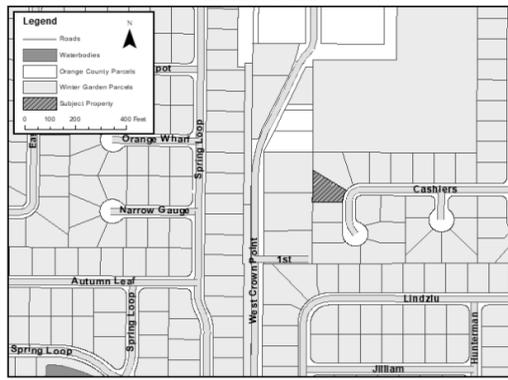 Legend
N
Roads
Waterbodies
Orange County Parcels
Winter Garden Parcels
Subject Property
0 100 200 400 Feet
pot
Orange Wharf
Spring Loop
Narrow Gauge
Cashiers
West Crown Point
1st
Autumn Leaf
Spring Loop
Lindzlu
Hunterman
Spring Loop
Jilliam